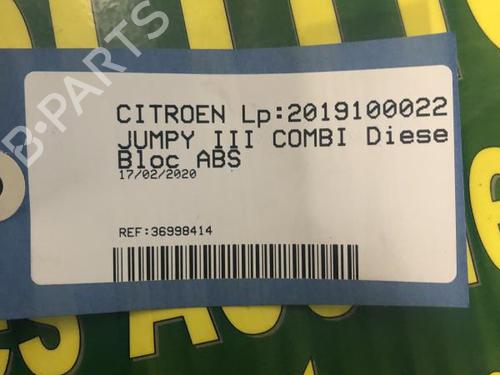 CITROEN Lp:2019100022
JUMPY III COMBI Diese
Bloc ABS
17/02/2020
REF:36998414
B-PARTS